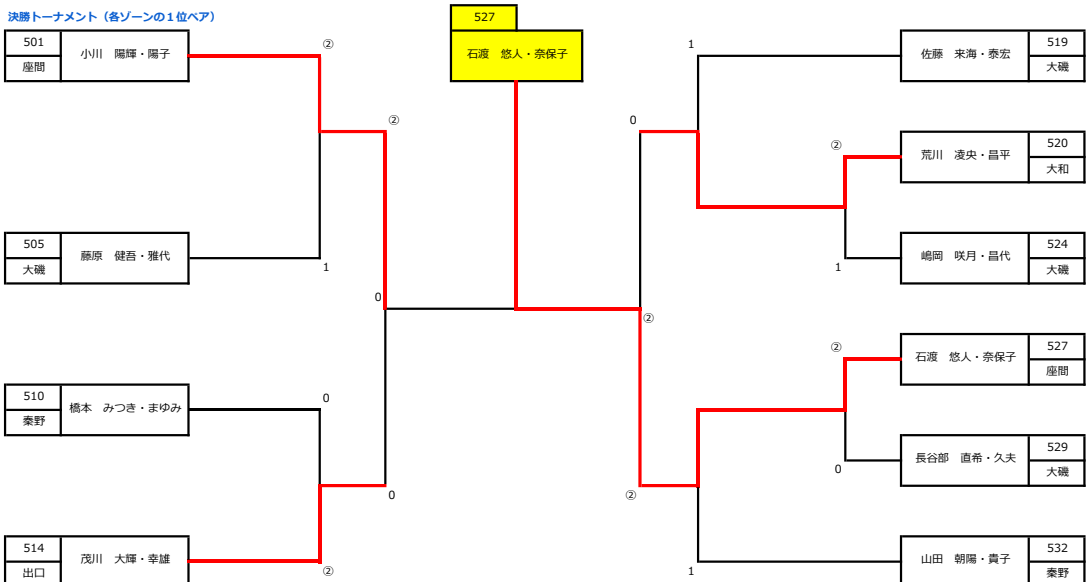 決勝トーナメント（各ゾーンの１位ペア）
501
座間
小川　陽輝・陽子
②
505
大磯
藤原　健吾・雅代
1
②
510
秦野
橋本　みつき・まゆみ
0
514
出口
茂川　大輝・幸雄
②
0
0
527
石渡　悠人・奈保子
②
1
佐藤　来海・泰宏
519
大磯
0
②
荒川　凌央・昌平
520
大和
1
嶋岡　咲月・昌代
524
大磯
②
石渡　悠人・奈保子
527
座間
0
長谷部　直希・久夫
529
大磯
②
1
山田　朝陽・貴子
532
秦野